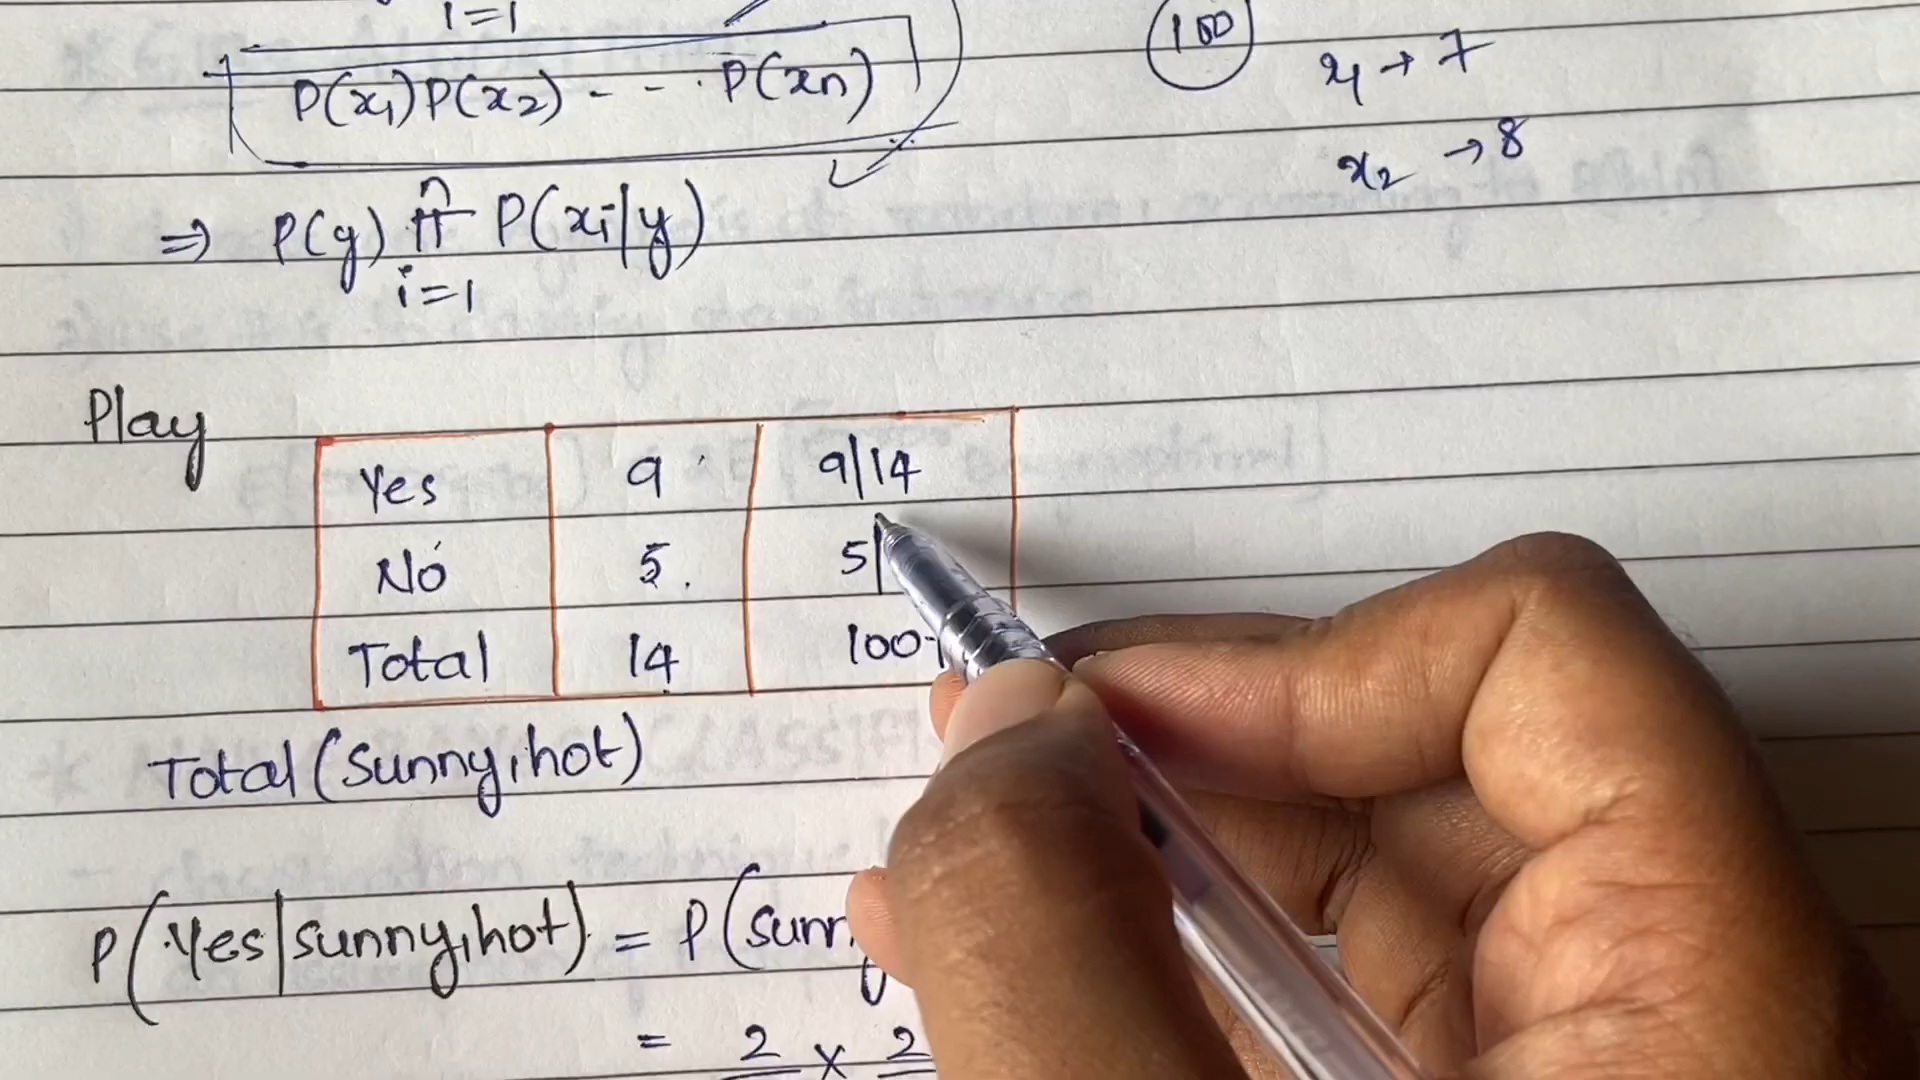 i=1
P(x1) P(x2) - - . P(xn)
100
x1 → 7
x2 → 8
⇒ P(y) n π i=1 P(xi|y)
Play
Yes 9 9/14
No 5 5/
Total 14 100
Total (sunny, hot)
P(Yes|sunny, hot) = P(sunny
= 2 x 2